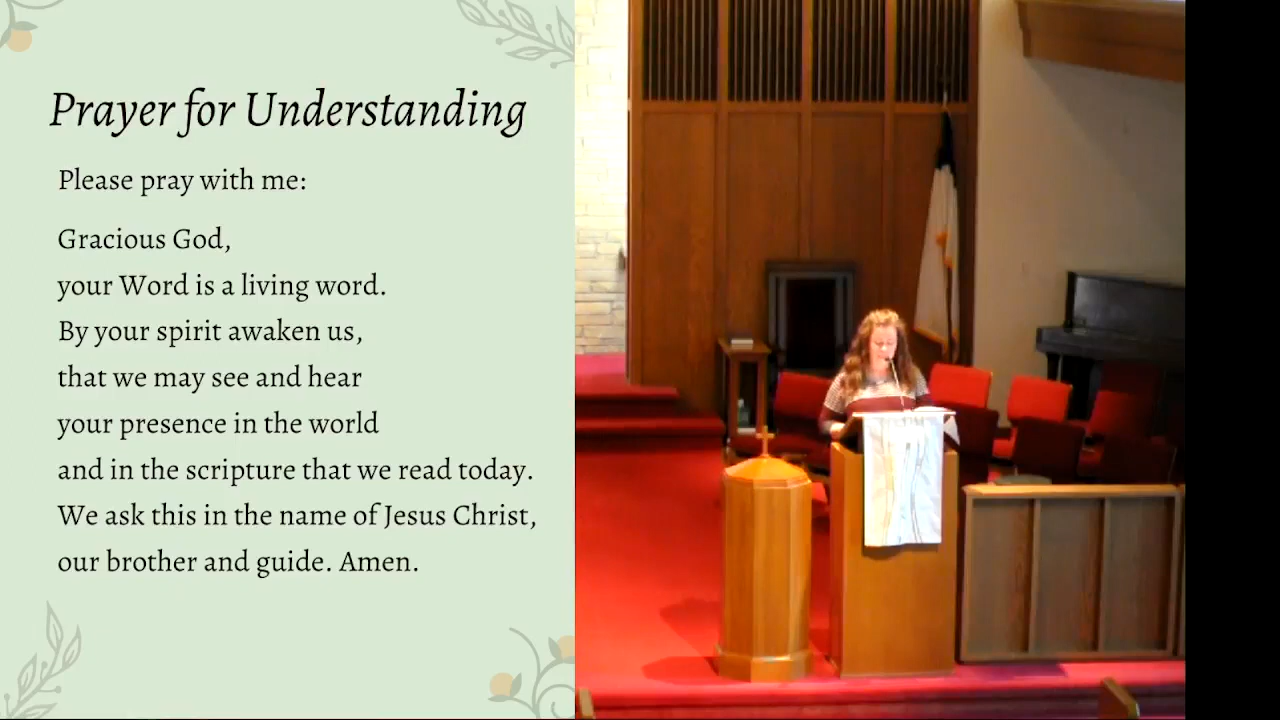 Prayer for Understanding
Please pray with me:
Gracious God,
your Word is a living word.
By your spirit awaken us,
that we may see and hear
your presence in the world
and in the scripture that we read today.
We ask this in the name of Jesus Christ,
our brother and guide. Amen.